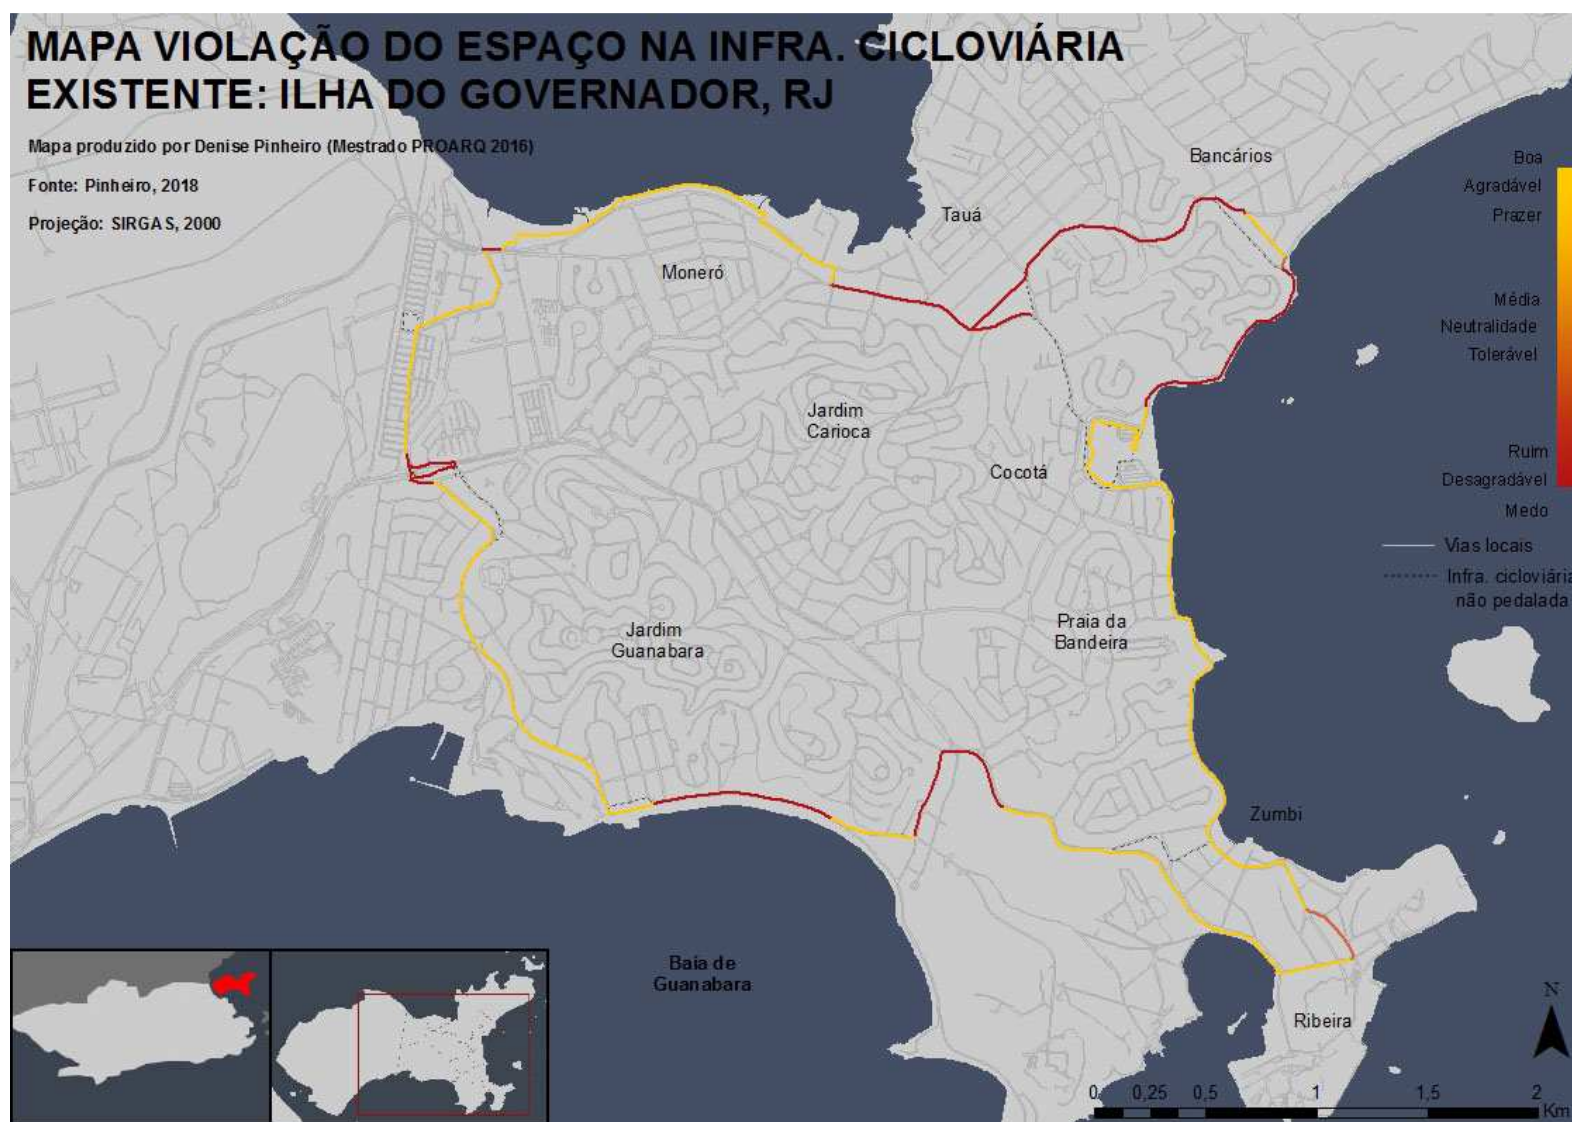 MAPA VIOLAÇÃO DO ESPAÇO NA INFRA. CICLOVIÁRIA
EXISTENTE: ILHA DO GOVERNADOR, RJ
Mapa produzido por Denise Pinheiro (Mestrado PROARQ 2016)
Fonte: Pinheiro, 2018
Projeção: SIRGAS, 2000
Bancários
Tauá
Moneró
Jardim
Carioca
Cocotá
Jardim
Guanabara
Praia da
Bandeira
Zumbi
Baía de
Guanabara
Ribeira
Boa
Agradável
Prazer
Média
Neutralidade
Tolerável
Ruim
Desagradável
Medo
Vias locais
Infra. cicloviária
não pedalada
N
0 0,25 0,5 1 1,5 2
Km